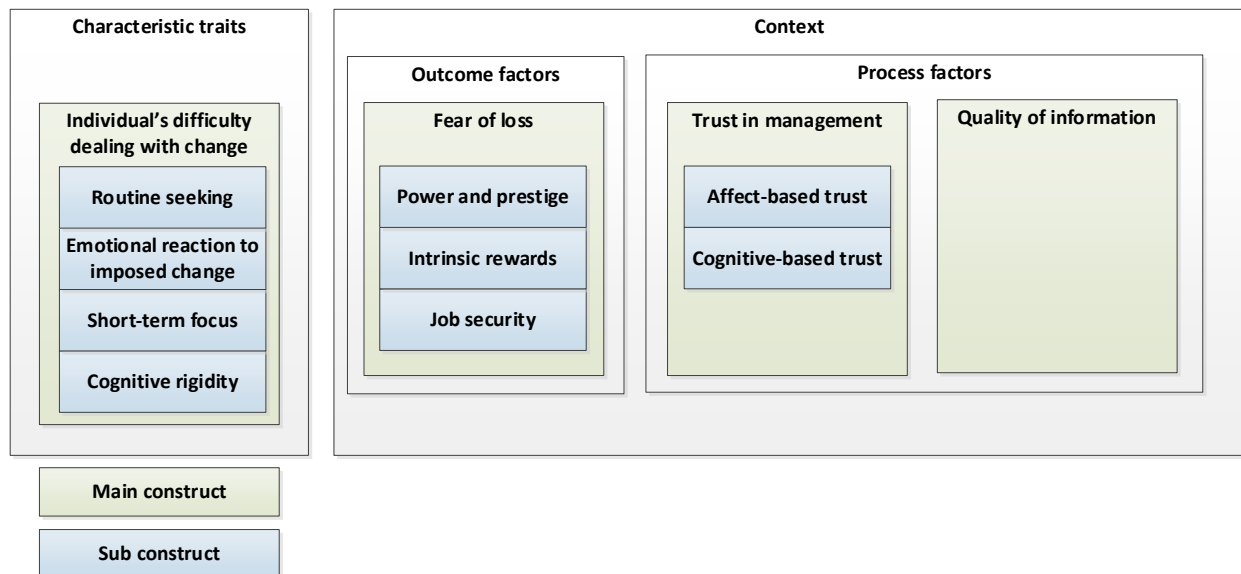 Characteristic traits
Individual’s difficulty
dealing with change
Routine seeking
Emotional reaction to
imposed change
Short-term focus
Cognitive rigidity
Context
Outcome factors
Fear of loss
Power and prestige
Intrinsic rewards
Job security
Process factors
Trust in management
Affect-based trust
Cognitive-based trust
Quality of information
Main construct
Sub construct